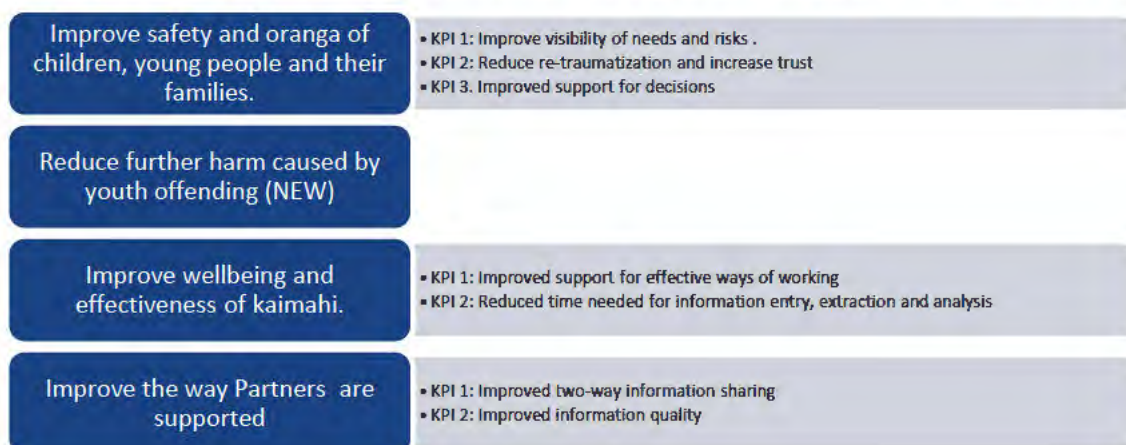 Improve safety and oranga of
children, young people and their
families.
• KPI 1: Improve visibility of needs and risks .
• KPI 2: Reduce re-traumatization and increase trust
• KPI 3. Improved support for decisions
Reduce further harm caused by
youth offending (NEW)
Improve wellbeing and
effectiveness of kaimahi.
• KPI 1: Improved support for effective ways of working
• KPI 2: Reduced time needed for information entry, extraction and analysis
Improve the way Partners are
supported
• KPI 1: Improved two-way information sharing
• KPI 2: Improved information quality